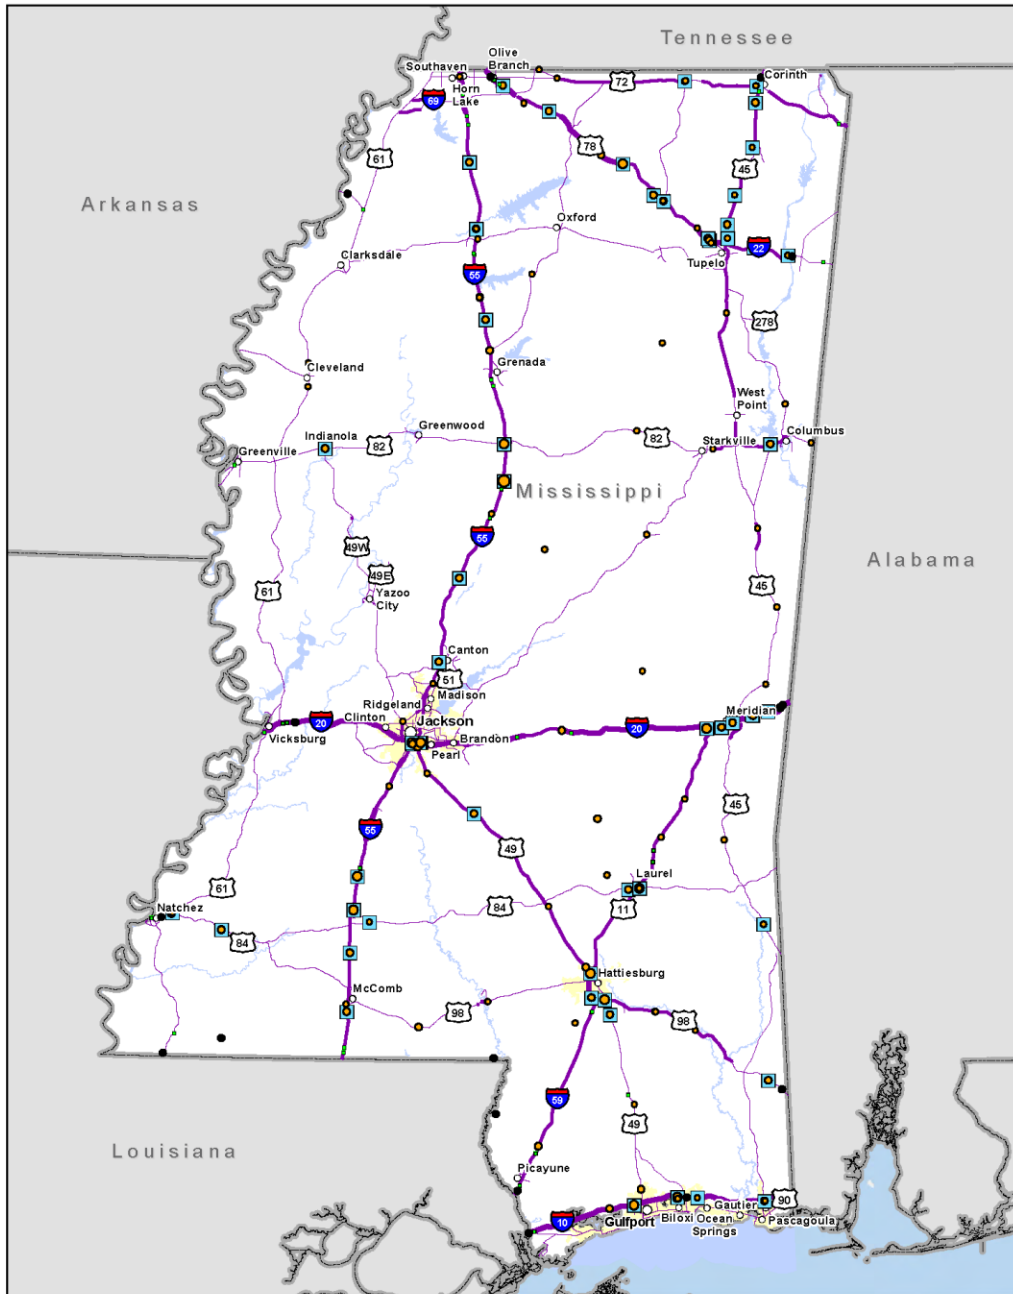 Tennessee
Olive
Branch
Southaven
Corinth
72
Horn
Lake
69
78
61
45
Arkansas
Oxford
22
Clarksdale
Tupelo
55
278
Grenada
Cleveland
West
Point
Greenwood
Columbus
Indianola
82
82
Starkville
Greenville
Mississippi
55
49W
Alabama
49E
61
45
Yazoo
City
Canton
51
Madison
Ridgeland
Meridian
Jackson
20
Clinton
20
Vicksburg
Brandon
Pearl
45
55
49
Laurel
61
84
11
Natchez
84
Hattiesburg
McComb
98
98
59
49
Louisiana
Picayune
90
Gautier
10
Gulfport
Biloxi
Ocean
Springs
Pascagoula